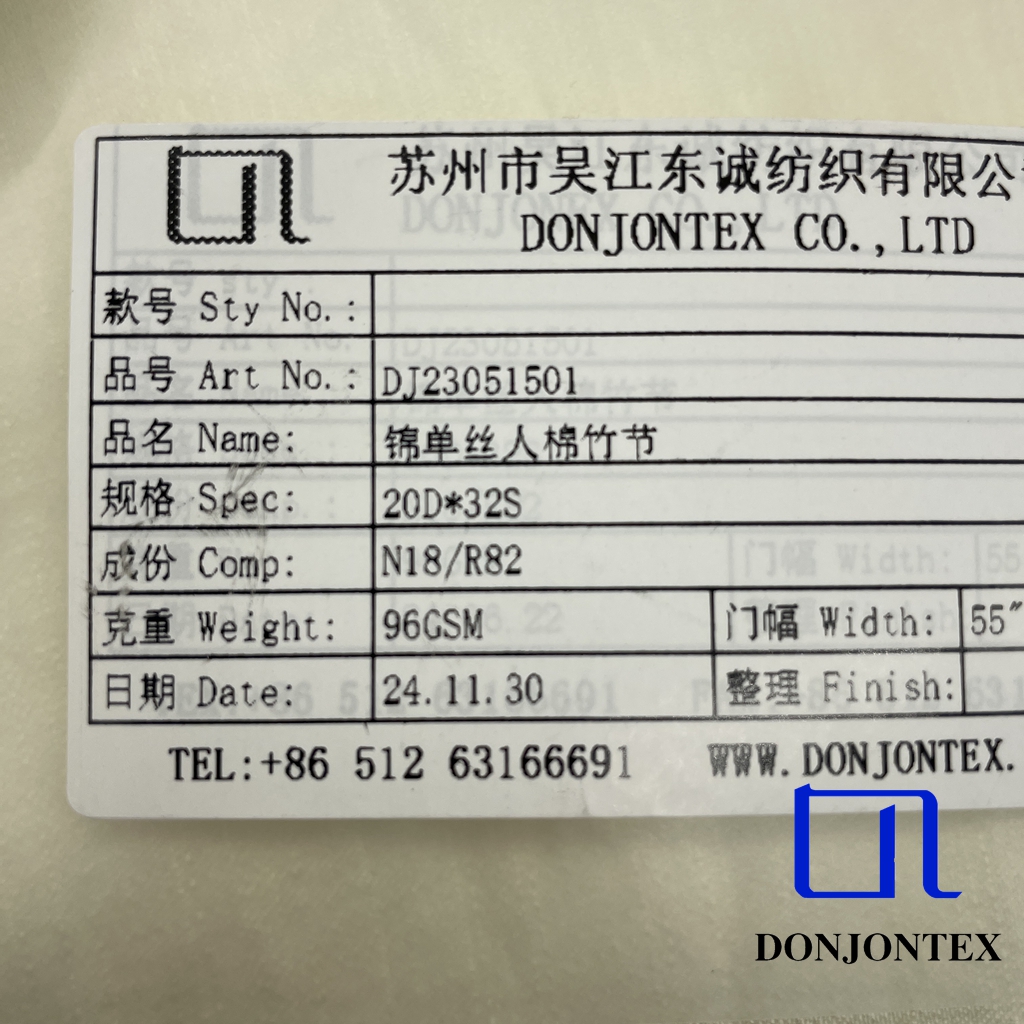 苏州市吴江东诚纺织有限公
DONJONTEX CO.,LTD
款号 Sty No.:
品号 Art No.: DJ23051501
品名 Name: 锦单丝人棉竹节
规格 Spec: 20D*32S
成份 Comp: N18/R82
克重 Weight: 96GSM 门幅 Width: 55"
日期 Date: 24.11.30 整理 Finish:
TEL:+86 512 63166691 WWW.DONJONTEX.
DONJONTEX